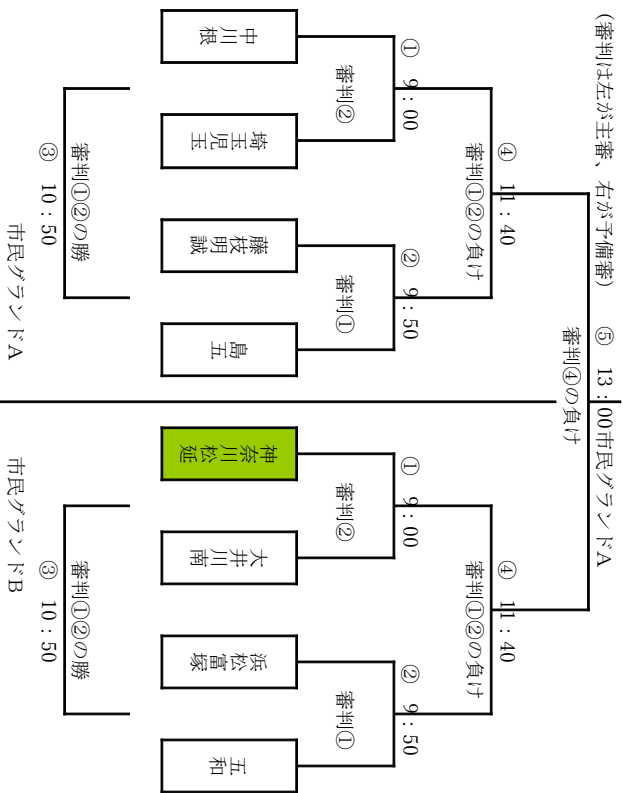 (審判は左が主審、右が予備審)
⑤ 13：00市民グランドA
審判④の負け
④ 11：40
審判①②の負け
④ 11：40
審判①②の負け
① 9：00
審判②
② 9：50
審判①
① 9：00
審判②
② 9：50
審判①
中川根
埼玉児玉
藤枝明誠
島五
神奈川松延
大井川南
浜松富塚
五和
審判①②の勝
③ 10：50
審判①②の勝
③ 10：50
市民グランドA
市民グランドB